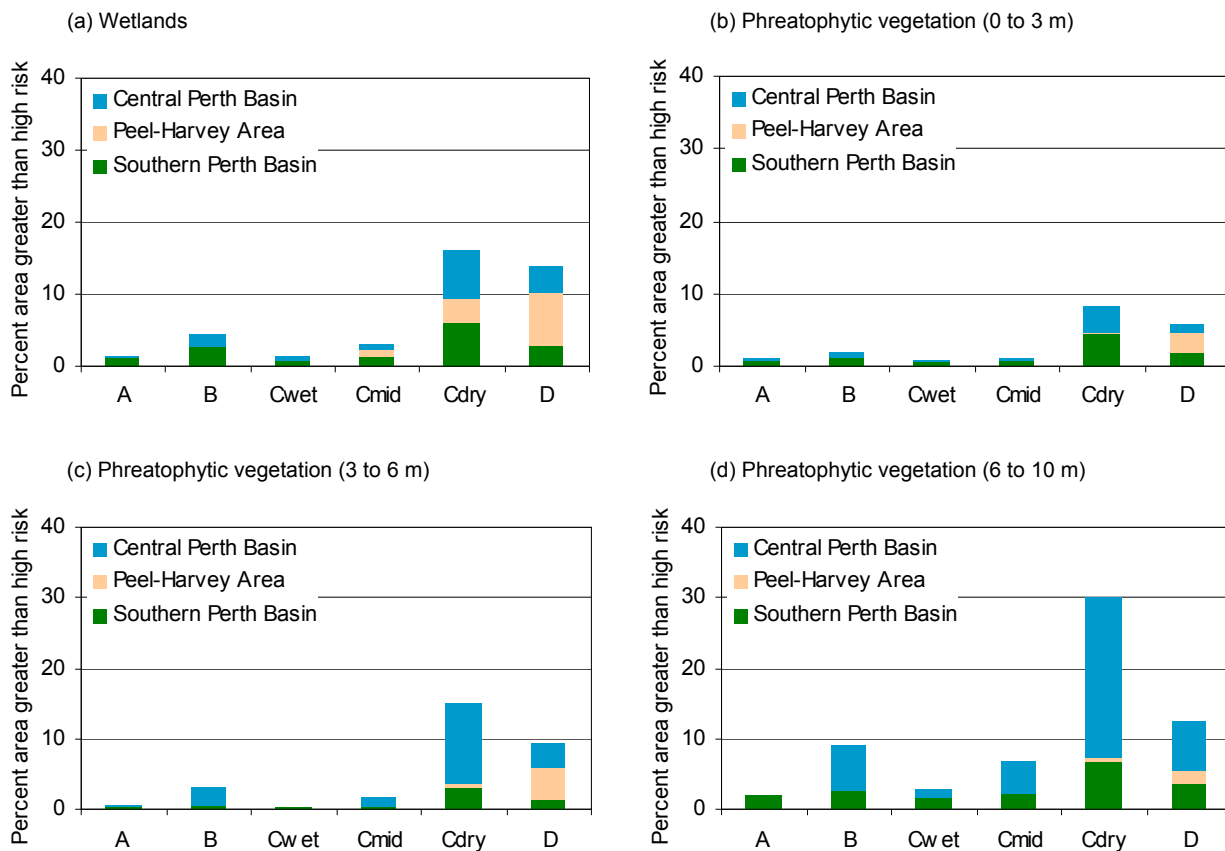 (a) Wetlands
Percent area greater than high risk
40
30
20
10
0
Central Perth Basin
Peel-Harvey Area
Southern Perth Basin
A B Cwet Cmid Cdry D
(b) Phreatophytic vegetation (0 to 3 m)
Percent area greater than high risk
40
30
20
10
0
Central Perth Basin
Peel-Harvey Area
Southern Perth Basin
A B Cwet Cmid Cdry D
(c) Phreatophytic vegetation (3 to 6 m)
Percent area greater than high risk
40
30
20
10
0
Central Perth Basin
Peel-Harvey Area
Southern Perth Basin
A B Cwet Cmid Cdry D
(d) Phreatophytic vegetation (6 to 10 m)
Percent area greater than high risk
40
30
20
10
0
Central Perth Basin
Peel-Harvey Area
Southern Perth Basin
A B Cwet Cmid Cdry D